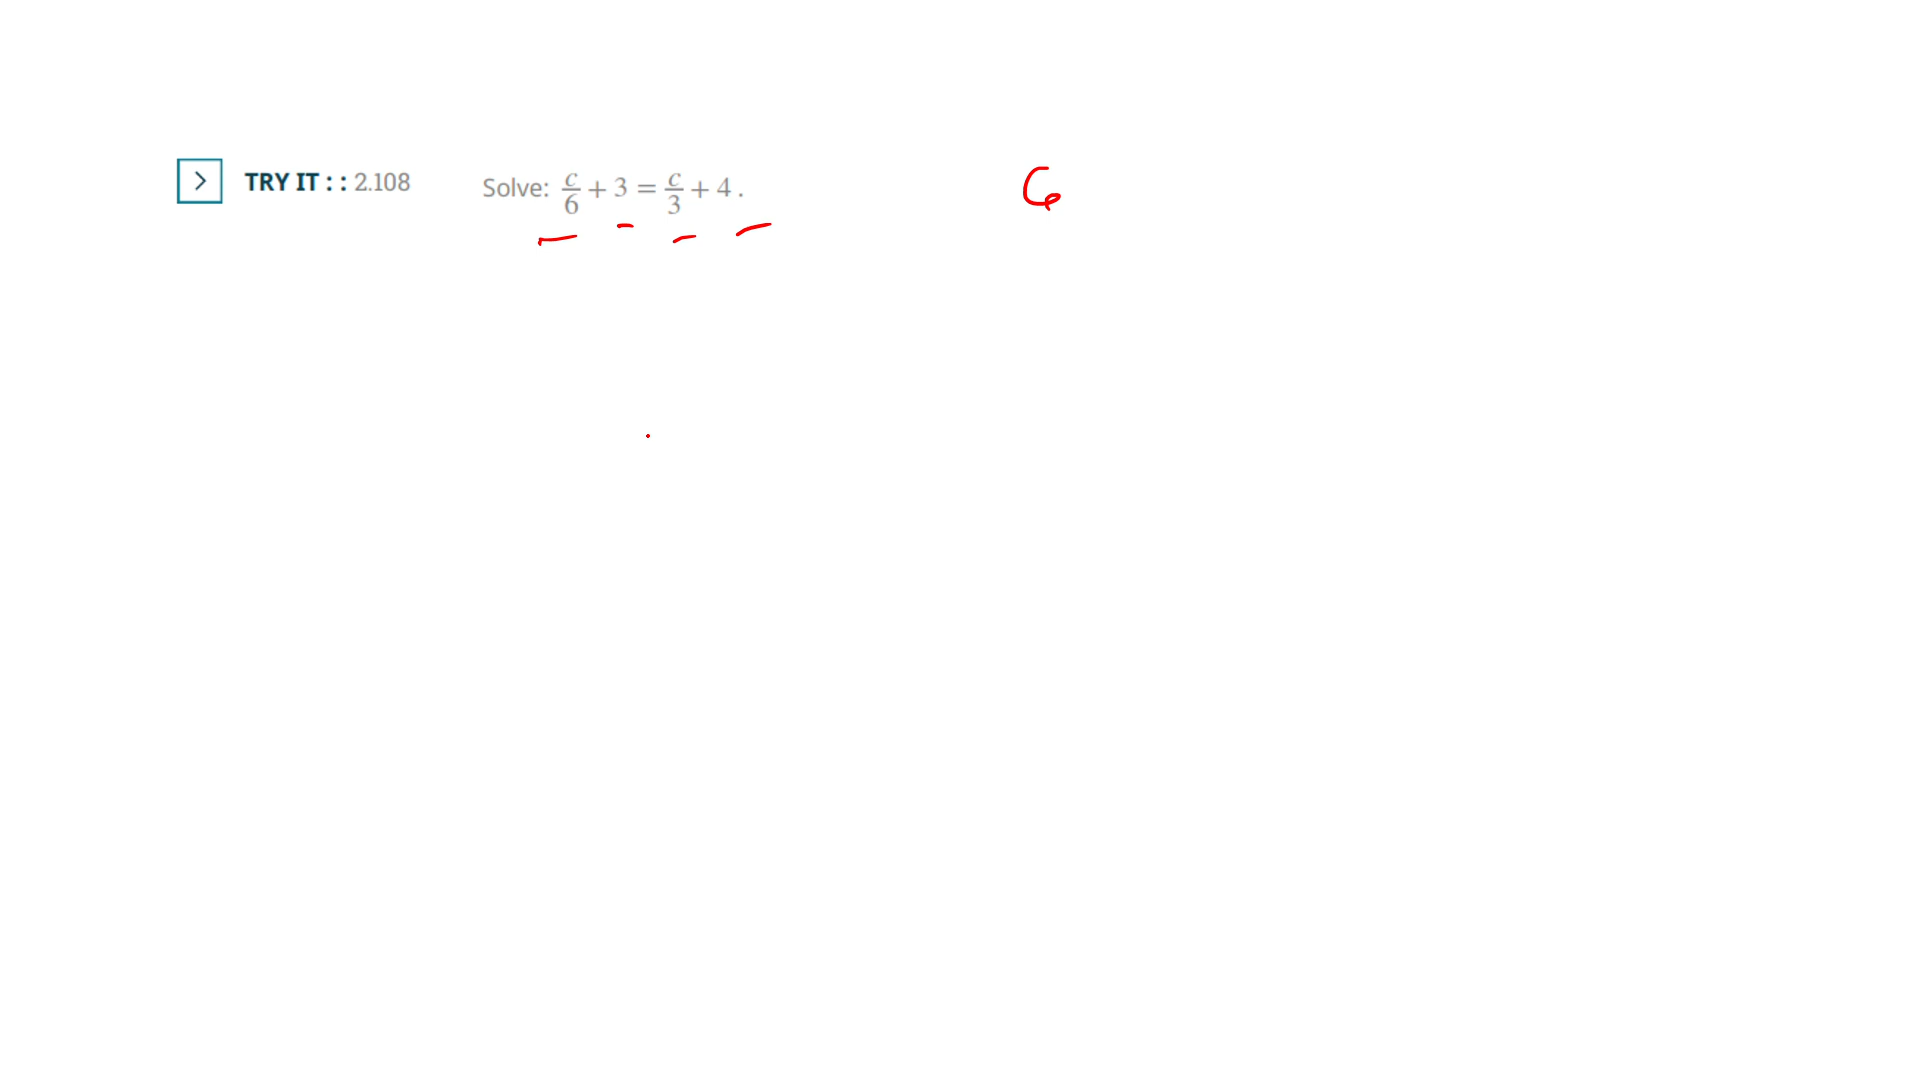 TRY IT : : 2.108 Solve: c/6 + 3 = c/3 + 4 . 6